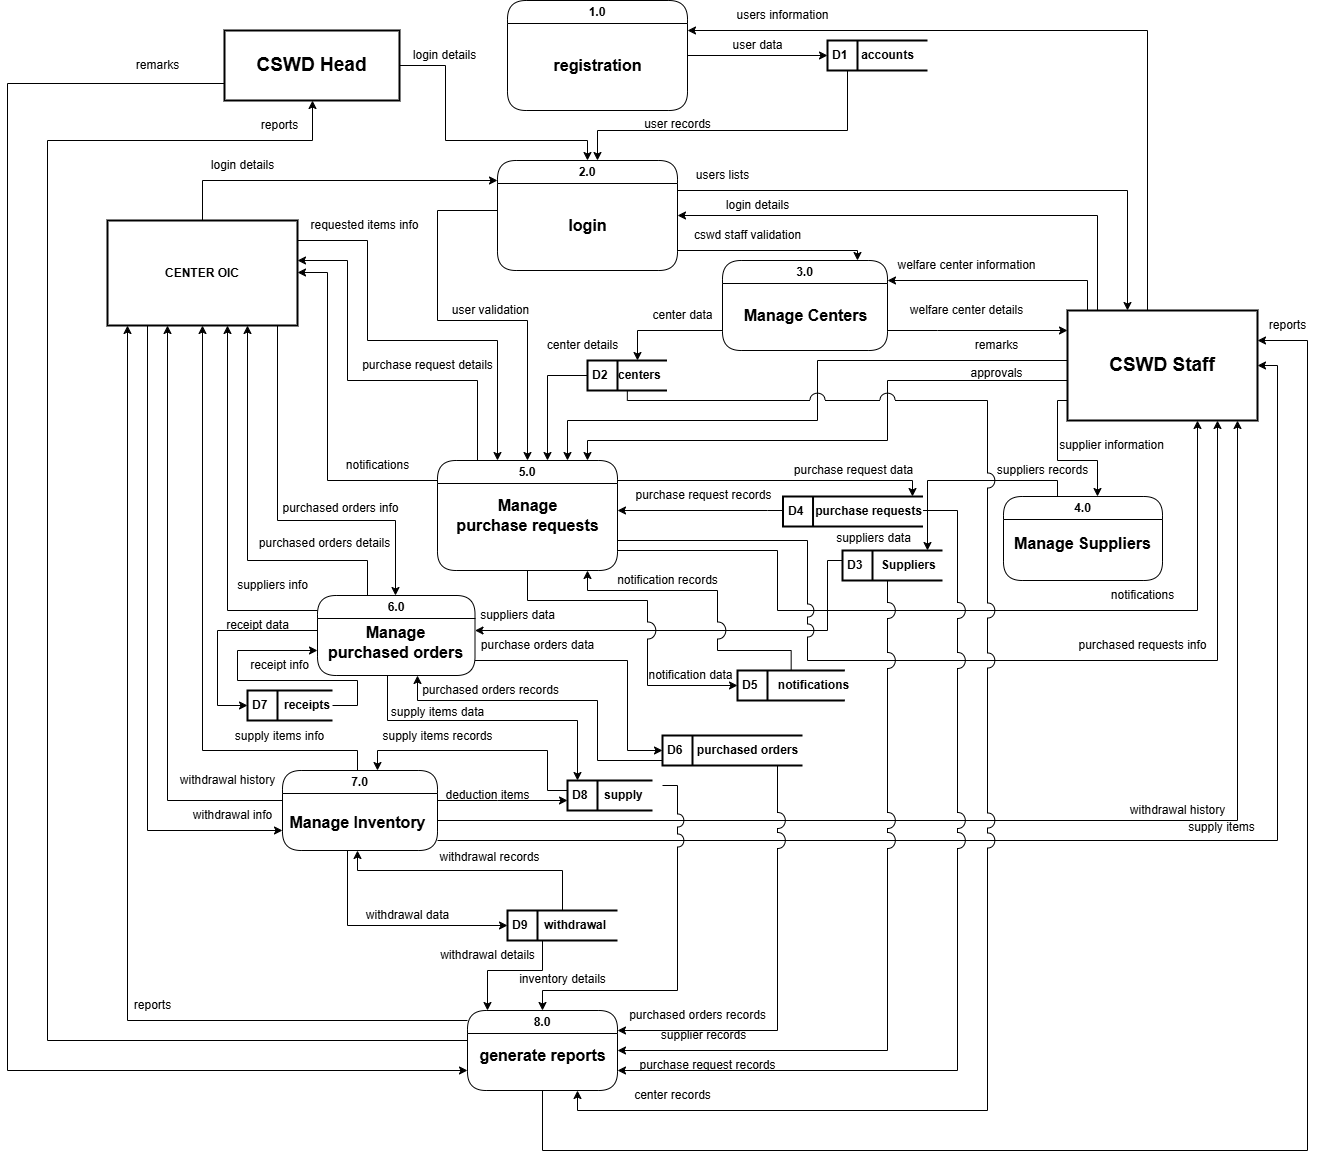 1.0
users information
registration
user data
D1 accounts
CSWD Head
login details
remarks
reports
user records
2.0
login
login details
users lists
login details
cswd staff validation
requested items info
CENTER OIC
3.0
Manage Centers
welfare center information
welfare center details
center data
user validation
center details
D2 centers
remarks
approvals
CSWD Staff
reports
purchase request details
supplier information
suppliers records
notifications
5.0
Manage
purchase requests
purchase request data
purchase request records
D4 purchase requests
4.0
Manage Suppliers
purchased orders info
purchased orders details
suppliers data
D3 Suppliers
suppliers info
notification records
notifications
6.0
Manage
purchased orders
suppliers data
receipt data
purchase orders data
purchased requests info
receipt info
notification data
D5 notifications
D7 receipts
purchased orders records
supply items data
supply items info
supply items records
D6 purchased orders
withdrawal history
7.0
Manage Inventory
deduction items
D8 supply
withdrawal info
withdrawal history
supply items
withdrawal records
withdrawal data
D9 withdrawal
withdrawal details
inventory details
reports
8.0
generate reports
purchased orders records
supplier records
purchase request records
center records